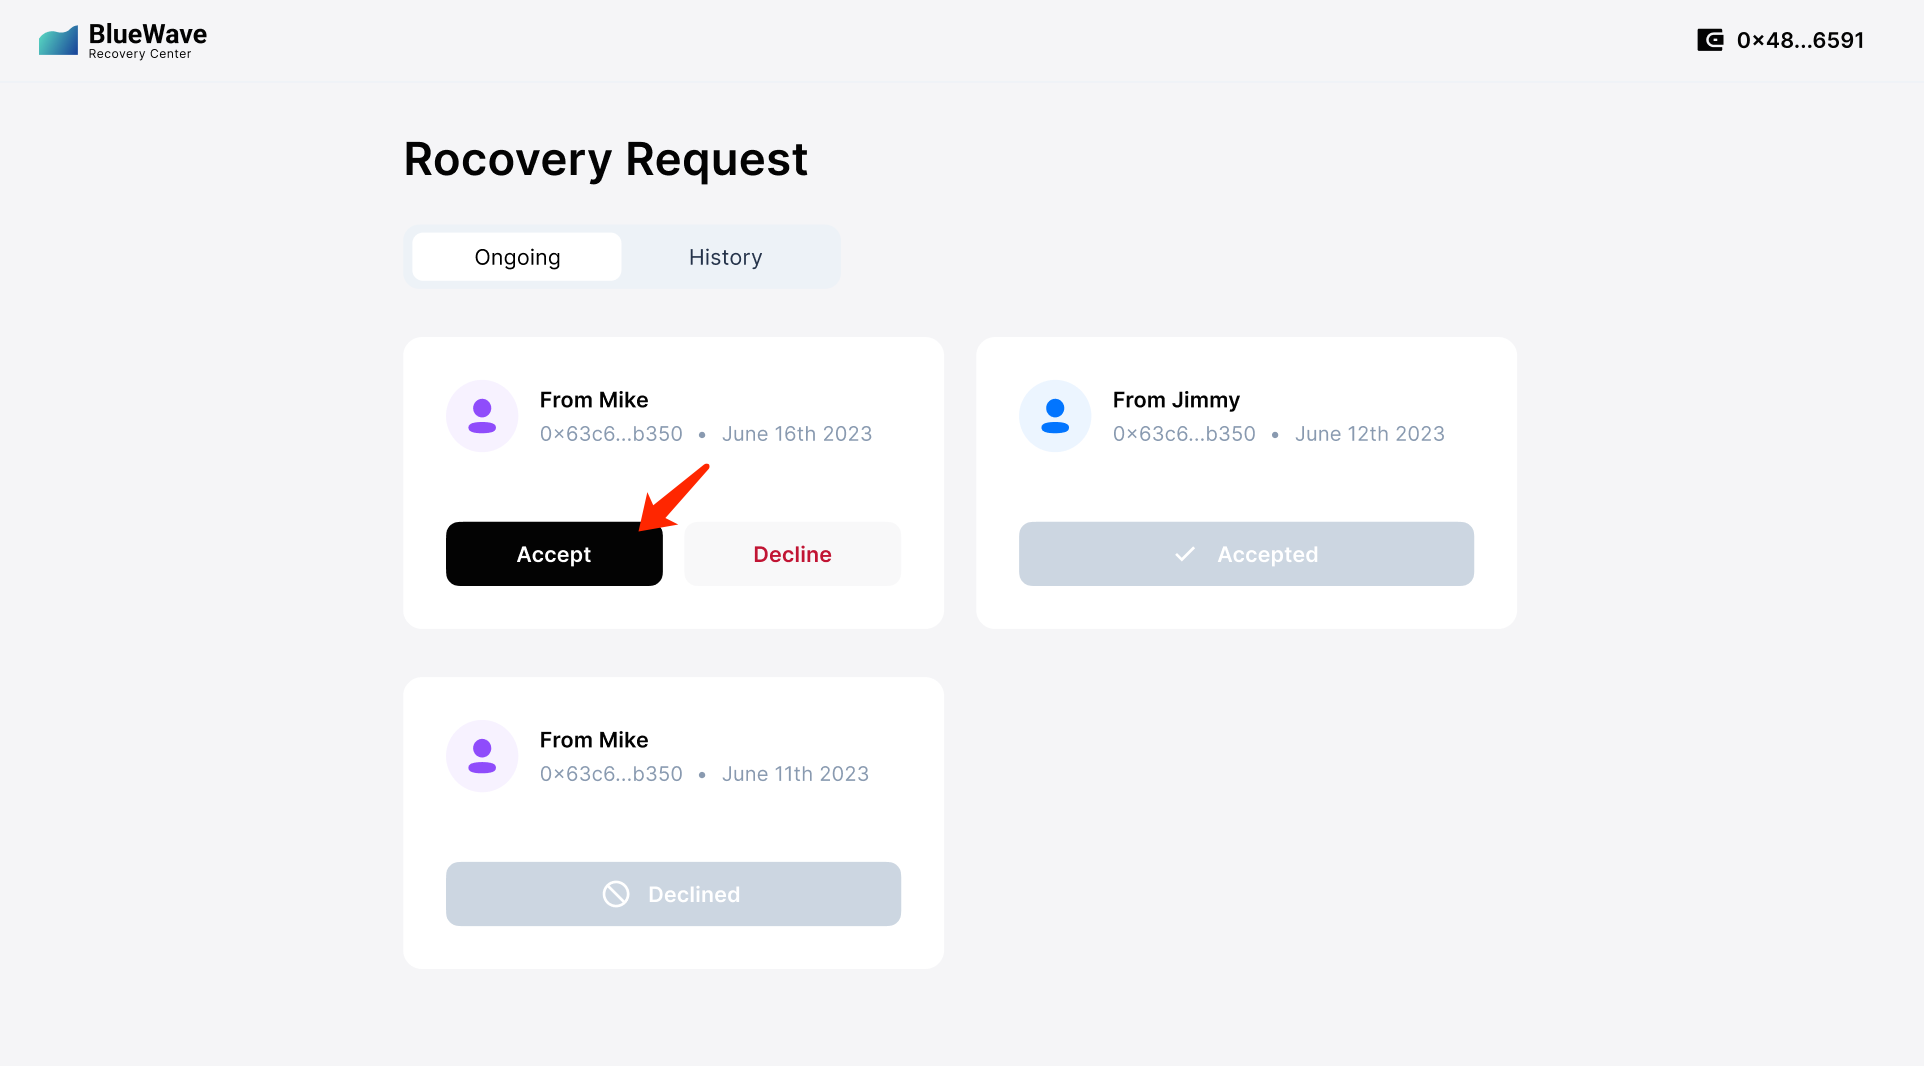 BlueWave
Recovery Center
0×48...6591
Rocovery Request
Ongoing
History
From Mike
0×63c6...b350 • June 16th 2023
Accept
Decline
From Jimmy
0×63c6...b350 • June 12th 2023
Accepted
From Mike
0×63c6...b350 • June 11th 2023
Declined